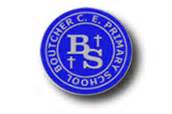 BOUTCHER C. E. PRIMARY SCHOOL
BS